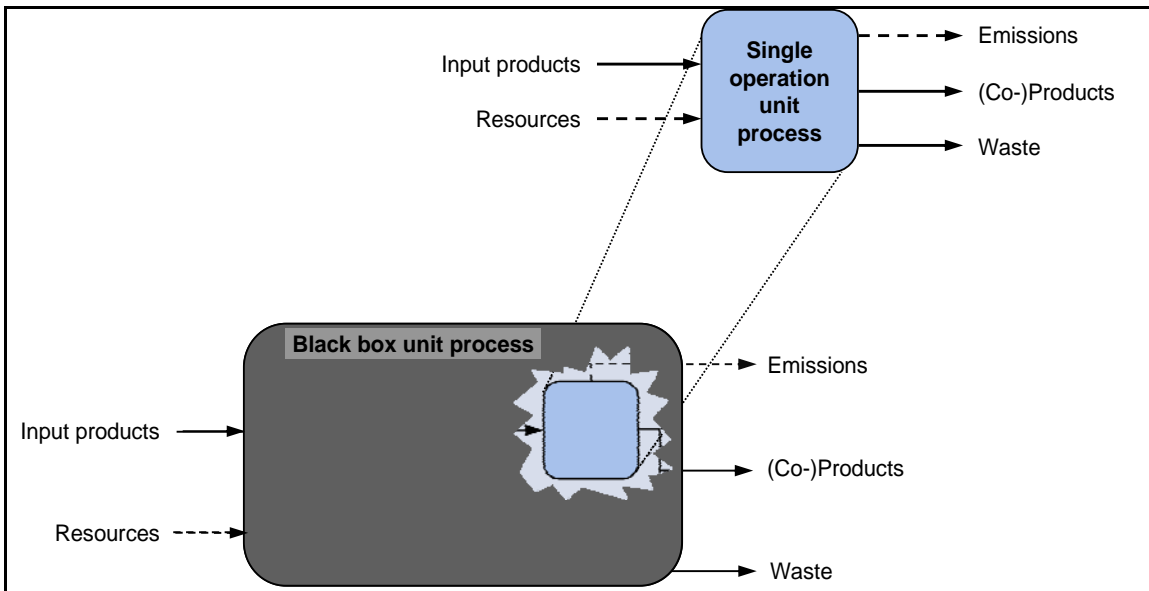 Emissions
Single
operation
unit
process
Input products
(Co-)Products
Resources
Waste
Black box unit process
Emissions
Input products
(Co-)Products
Resources
Waste